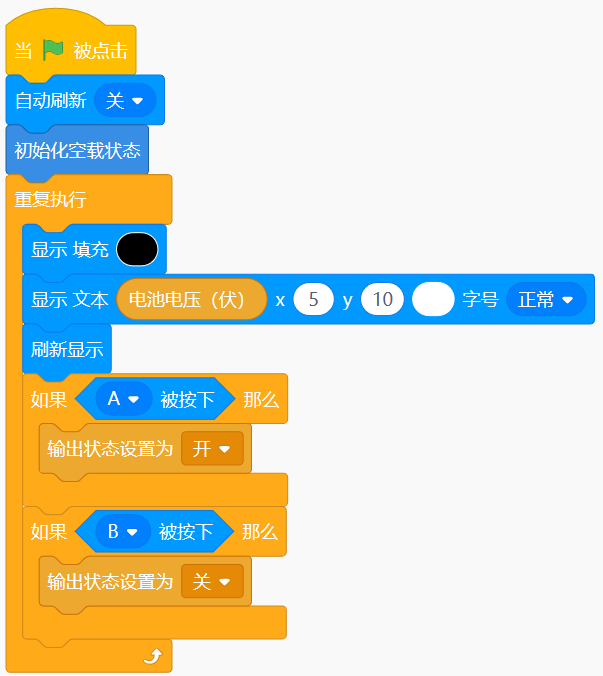 当 被点击
自动刷新 关
初始化空载状态
重复执行
显示 填充
显示 文本 电池电压（伏） x 5 y 10 字号 正常
刷新显示
如果 A 被按下 那么
输出状态设置为 开
如果 B 被按下 那么
输出状态设置为 关